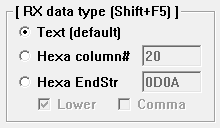 [ RX data type (Shift+F5) ]
Text (default)
Hexa column# 20
Hexa EndStr 0D0A
Lower Comma